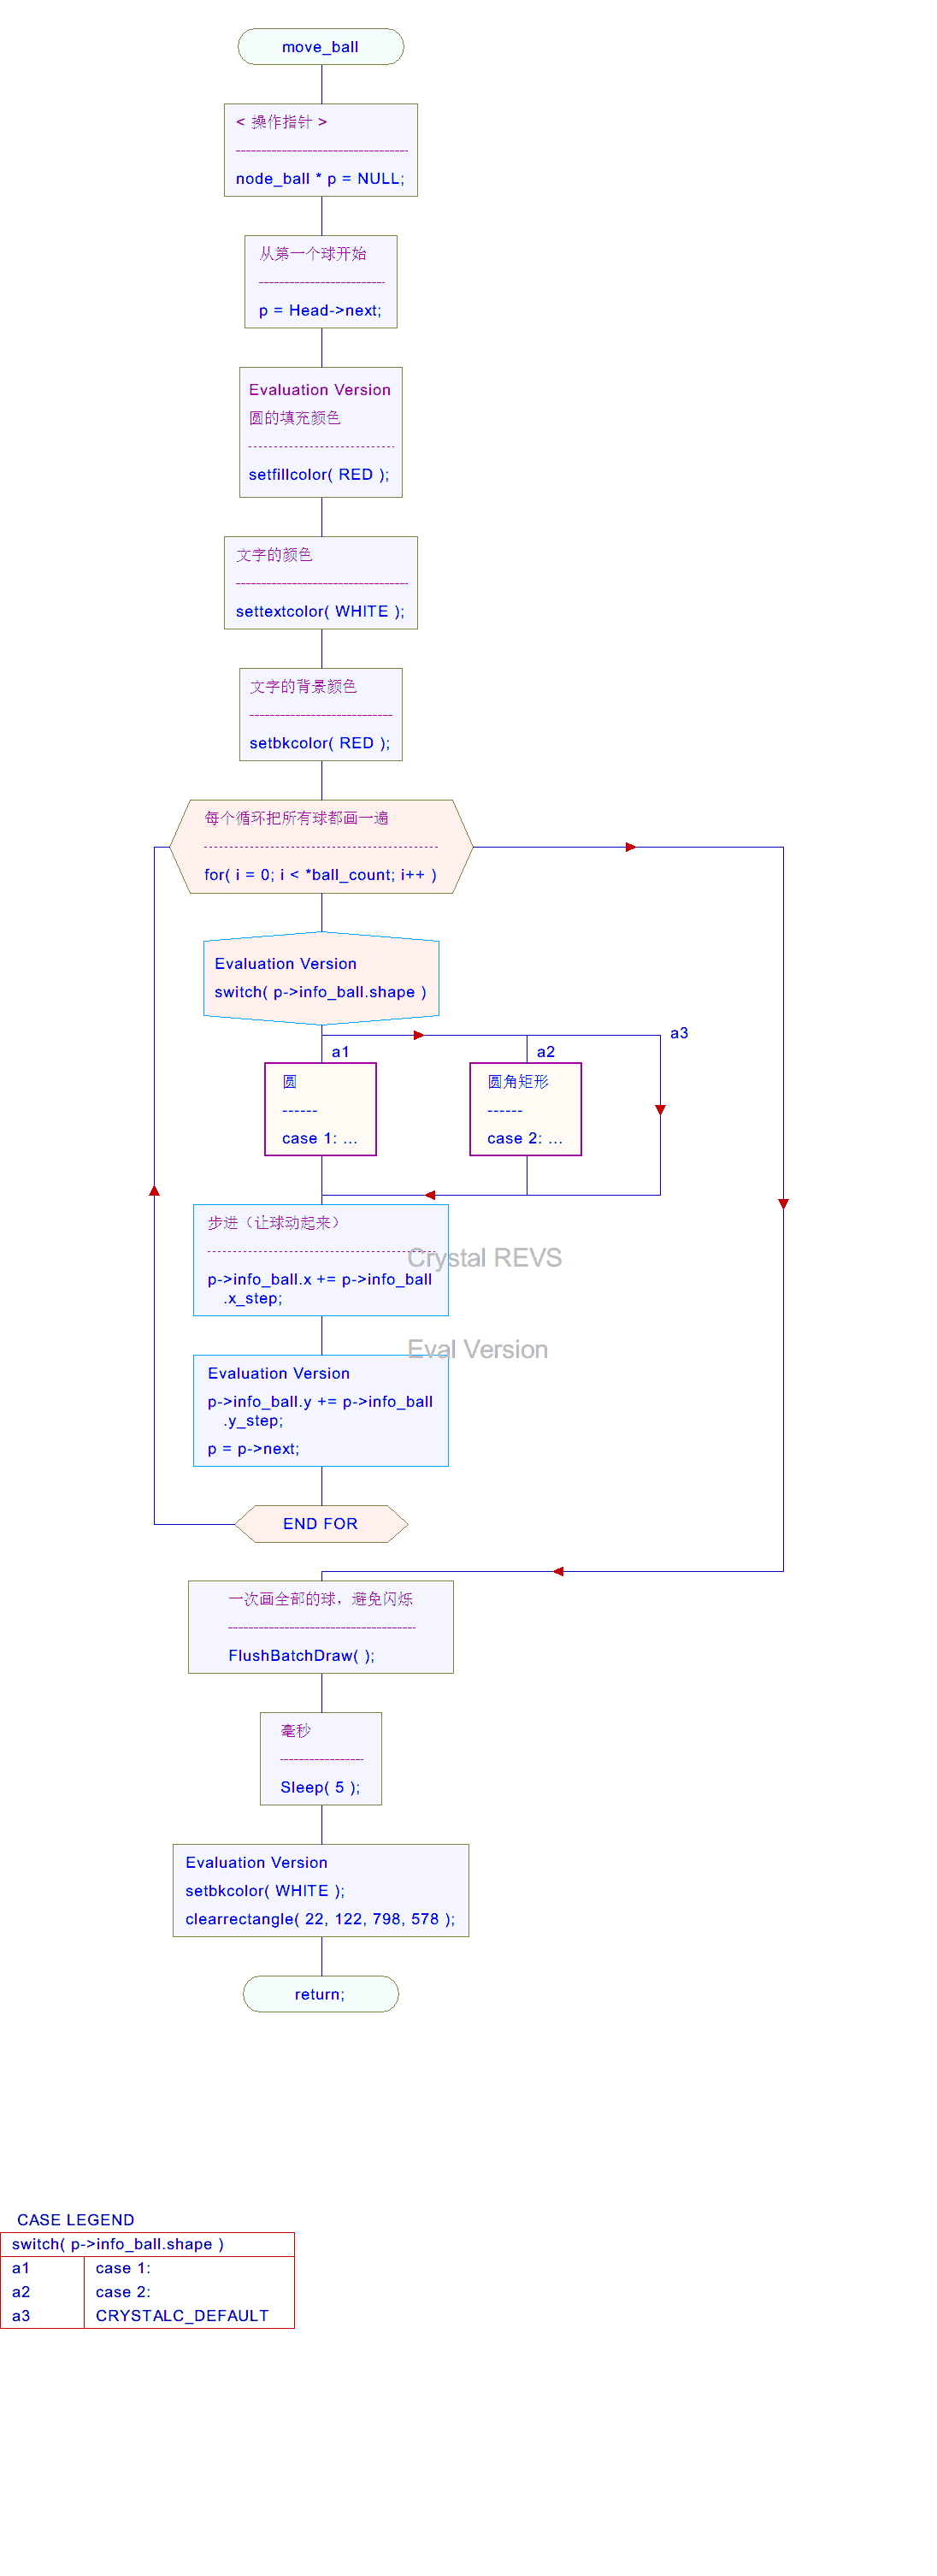 move_ball
< 操作指针 >
node_ball * p = NULL;
从第一个球开始
p = Head->next;
Evaluation Version
圆的填充颜色
setfillcolor( RED );
文字的颜色
settextcolor( WHITE );
文字的背景颜色
setbkcolor( RED );
每个循环把所有球都画一遍
for( i = 0; i < *ball_count; i++ )
Evaluation Version
switch( p->info_ball.shape )
a3
a1
a2
圆
case 1: ...
圆角矩形
case 2: ...
步进（让球动起来）
Crystal REVS
p->info_ball.x += p->info_ball
.x_step;
Eval Version
Evaluation Version
p->info_ball.y += p->info_ball
.y_step;
p = p->next;
END FOR
一次画全部的球，避免闪烁
FlushBatchDraw( );
毫秒
Sleep( 5 );
Evaluation Version
setbkcolor( WHITE );
clearrectangle( 22, 122, 798, 578 );
return;
CASE LEGEND
switch( p->info_ball.shape )
a1 case 1:
a2 case 2:
a3 CRYSTALC_DEFAULT